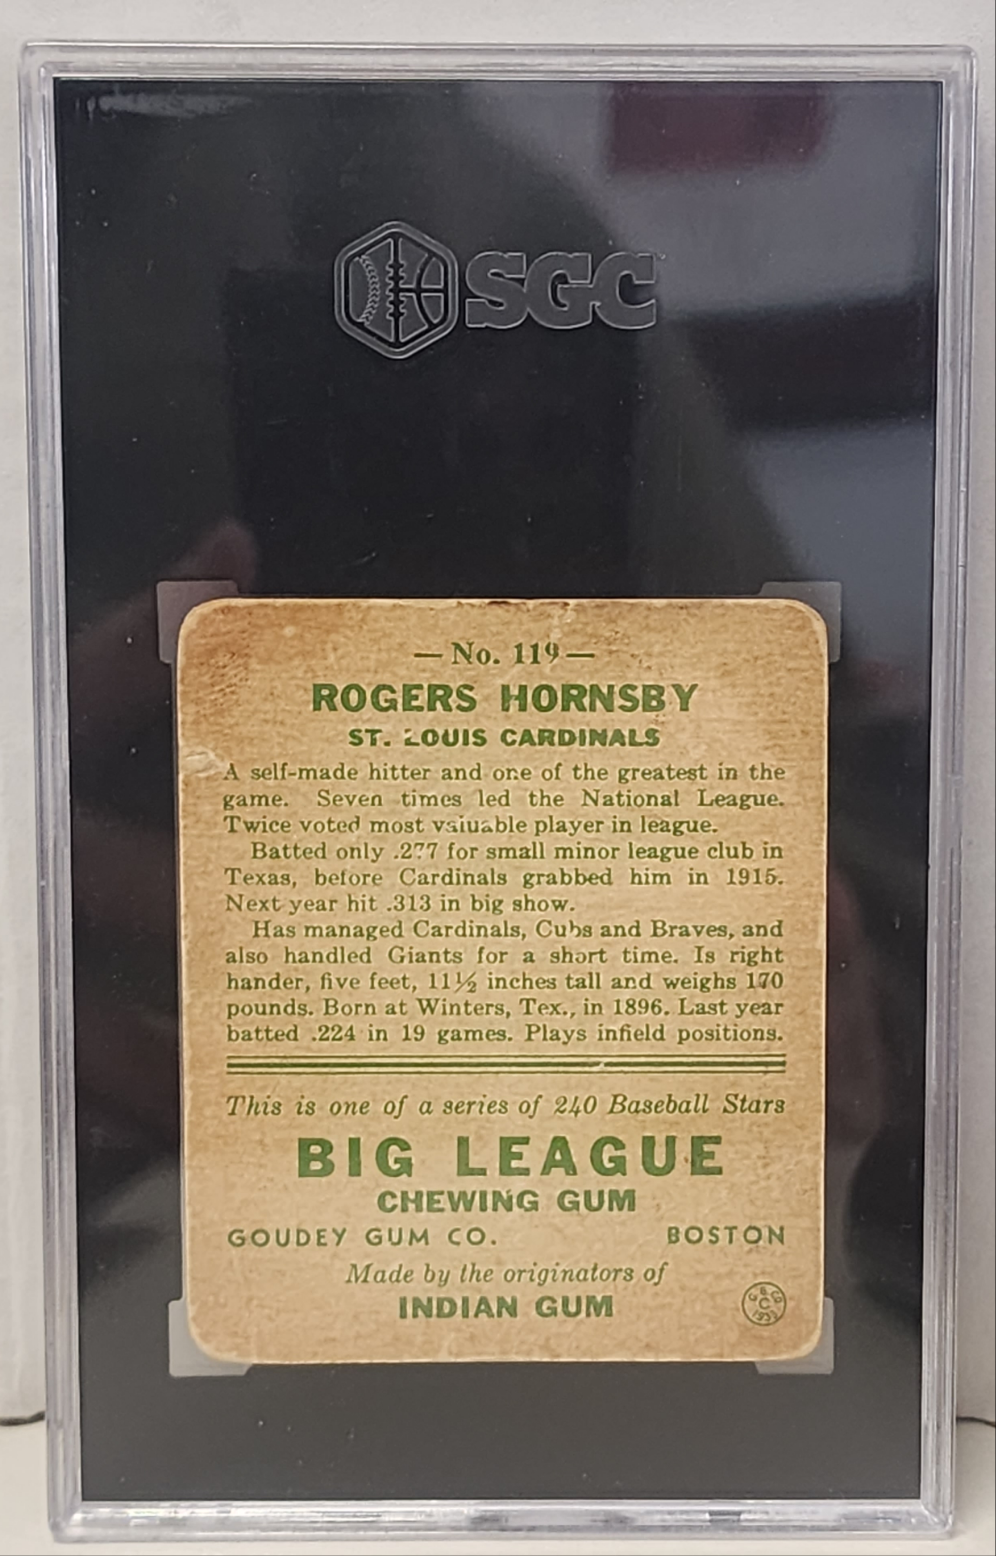 SGC
— No. 119 —
ROGERS HORNSBY
ST. LOUIS CARDINALS
A self-made hitter and one of the greatest in the
game. Seven times led the National League.
Twice voted most valuable player in league.
Batted only .277 for small minor league club in
Texas, before Cardinals grabbed him in 1915.
Next year hit .313 in big show.
Has managed Cardinals, Cubs and Braves, and
also handled Giants for a short time. Is right
hander, five feet, 11½ inches tall and weighs 170
pounds. Born at Winters, Tex., in 1896. Last year
batted .224 in 19 games. Plays infield positions.
This is one of a series of 240 Baseball Stars
BIG LEAGUE
CHEWING GUM
GOUDEY GUM CO. BOSTON
Made by the originators of
INDIAN GUM
C
1933